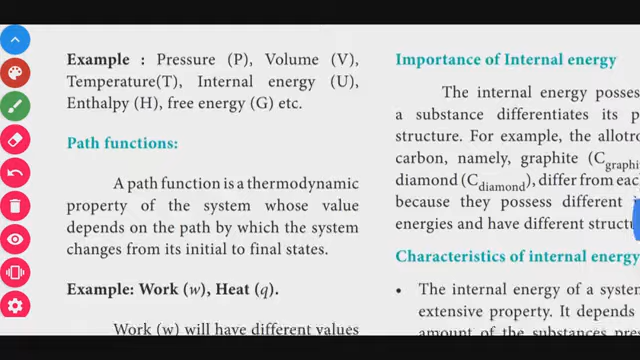 Example : Pressure (P), Volume (V),
Temperature(T), Internal energy (U),
Enthalpy (H), free energy (G) etc.
Path functions:
A path function is a thermodynamic
property of the system whose value
depends on the path by which the system
changes from its initial to final states.
Example: Work (w), Heat (q).
Work (w) will have different values
Importance of Internal energy
The internal energy posses
a substance differentiates its p
structure. For example, the allotro
carbon, namely, graphite (C graphit
diamond (C diamond), differ from each
because they possess different
energies and have different structu
Characteristics of internal energy
• The internal energy of a system
extensive property. It depends
amount of the substances pres